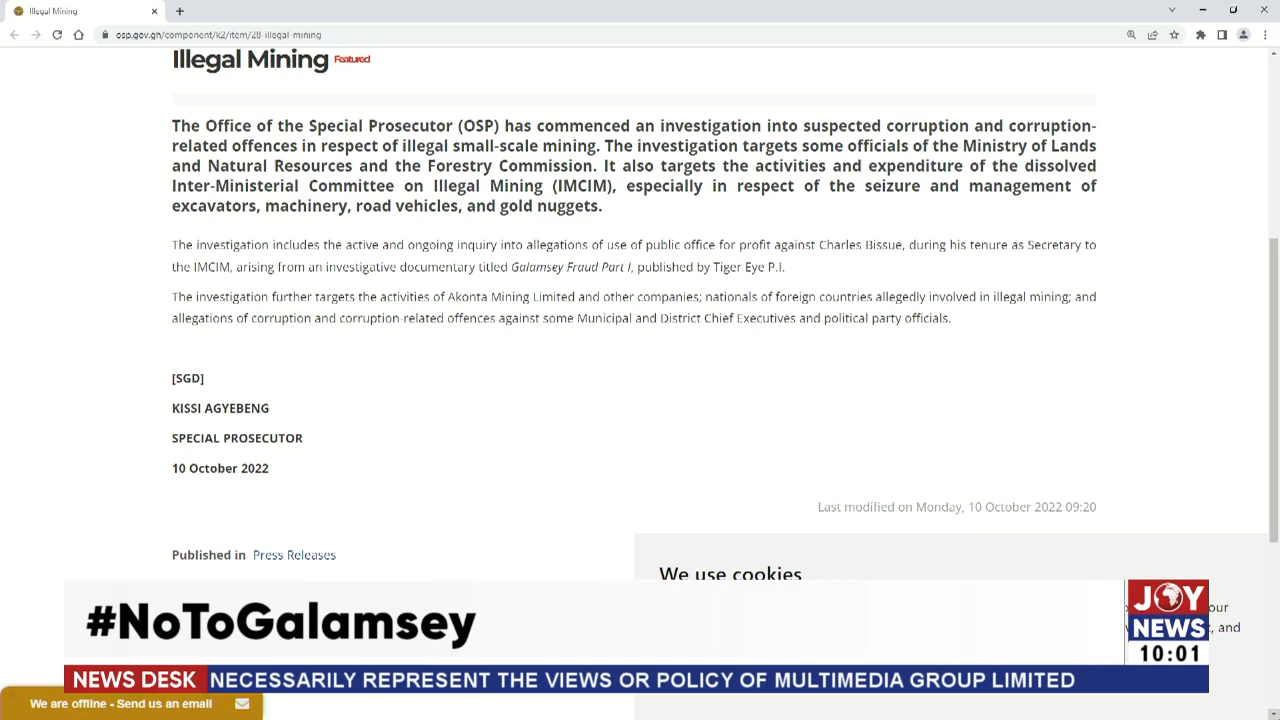 Illegal Mining
osp.gov.gh/component/k2/item/28-illegal-mining
Illegal Mining Featured
The Office of the Special Prosecutor (OSP) has commenced an investigation into suspected corruption and corruption-
related offences in respect of illegal small-scale mining. The investigation targets some officials of the Ministry of Lands
and Natural Resources and the Forestry Commission. It also targets the activities and expenditure of the dissolved
Inter-Ministerial Committee on Illegal Mining (IMCIM), especially in respect of the seizure and management of
excavators, machinery, road vehicles, and gold nuggets.
The investigation includes the active and ongoing inquiry into allegations of use of public office for profit against Charles Bissue, during his tenure as Secretary to
the IMCIM, arising from an investigative documentary titled Galamsey Fraud Part I, published by Tiger Eye P.I.
The investigation further targets the activities of Akonta Mining Limited and other companies; nationals of foreign countries allegedly involved in illegal mining; and
allegations of corruption and corruption-related offences against some Municipal and District Chief Executives and political party officials.
[SGD]
KISSI AGYEBENG
SPECIAL PROSECUTOR
10 October 2022
Last modified on Monday, 10 October 2022 09:20
Published in Press Releases
We use cookies
our
, and
#NoToGalamsey
JOY
NEWS
10:01
NEWS DESK NECESSARILY REPRESENT THE VIEWS OR POLICY OF MULTIMEDIA GROUP LIMITED
We are offline - Send us an email